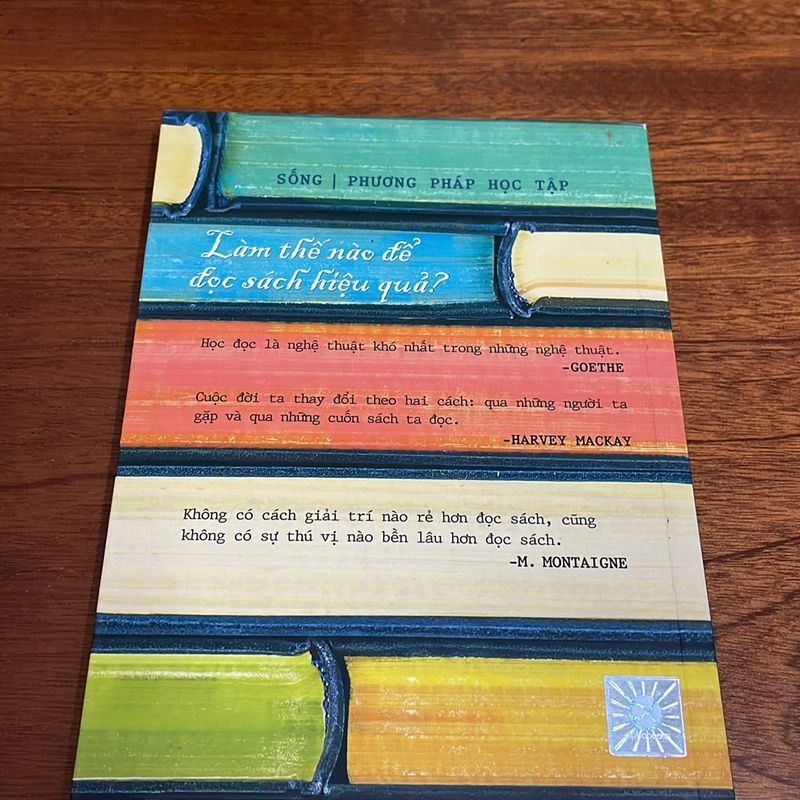 SỐNG | PHƯƠNG PHÁP HỌC TẬP
Làm thế nào để
đọc sách hiệu quả?
Học đọc là nghệ thuật khó nhất trong những nghệ thuật.
-GOETHE
Cuộc đời ta thay đổi theo hai cách: qua những người ta
gặp và qua những cuốn sách ta đọc.
-HARVEY MACKAY
Không có cách giải trí nào rẻ hơn đọc sách, cũng
không có sự thú vị nào bền lâu hơn đọc sách.
-M. MONTAIGNE